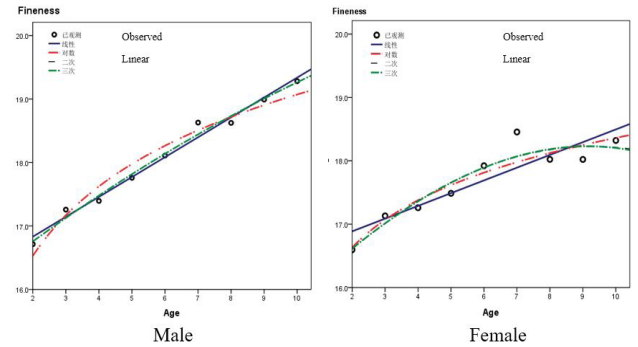 Fineness
20.0
19.0
18.0
17.0
16.0
已观测
线性
对数
二次
三次
Observed
Linear
2 3 4 5 6 7 8 9 10
Age
Male
Fineness
20.0
19.0
18.0
17.0
16.0
已观测
线性
对数
二次
三次
Observed
Linear
2 3 4 5 6 7 8 9 10
Age
Female